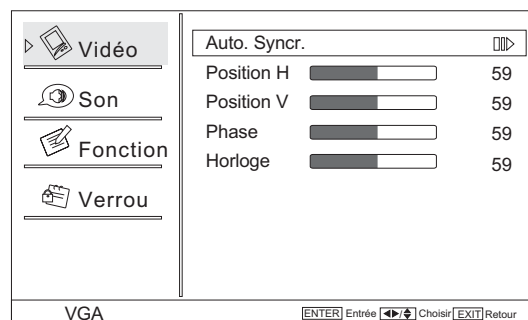 Vidéo
Son
Fonction
Verrou
Auto. Syncr.
Position H 59
Position V 59
Phase 59
Horloge 59
VGA
ENTER Entrée Choisir EXIT Retour